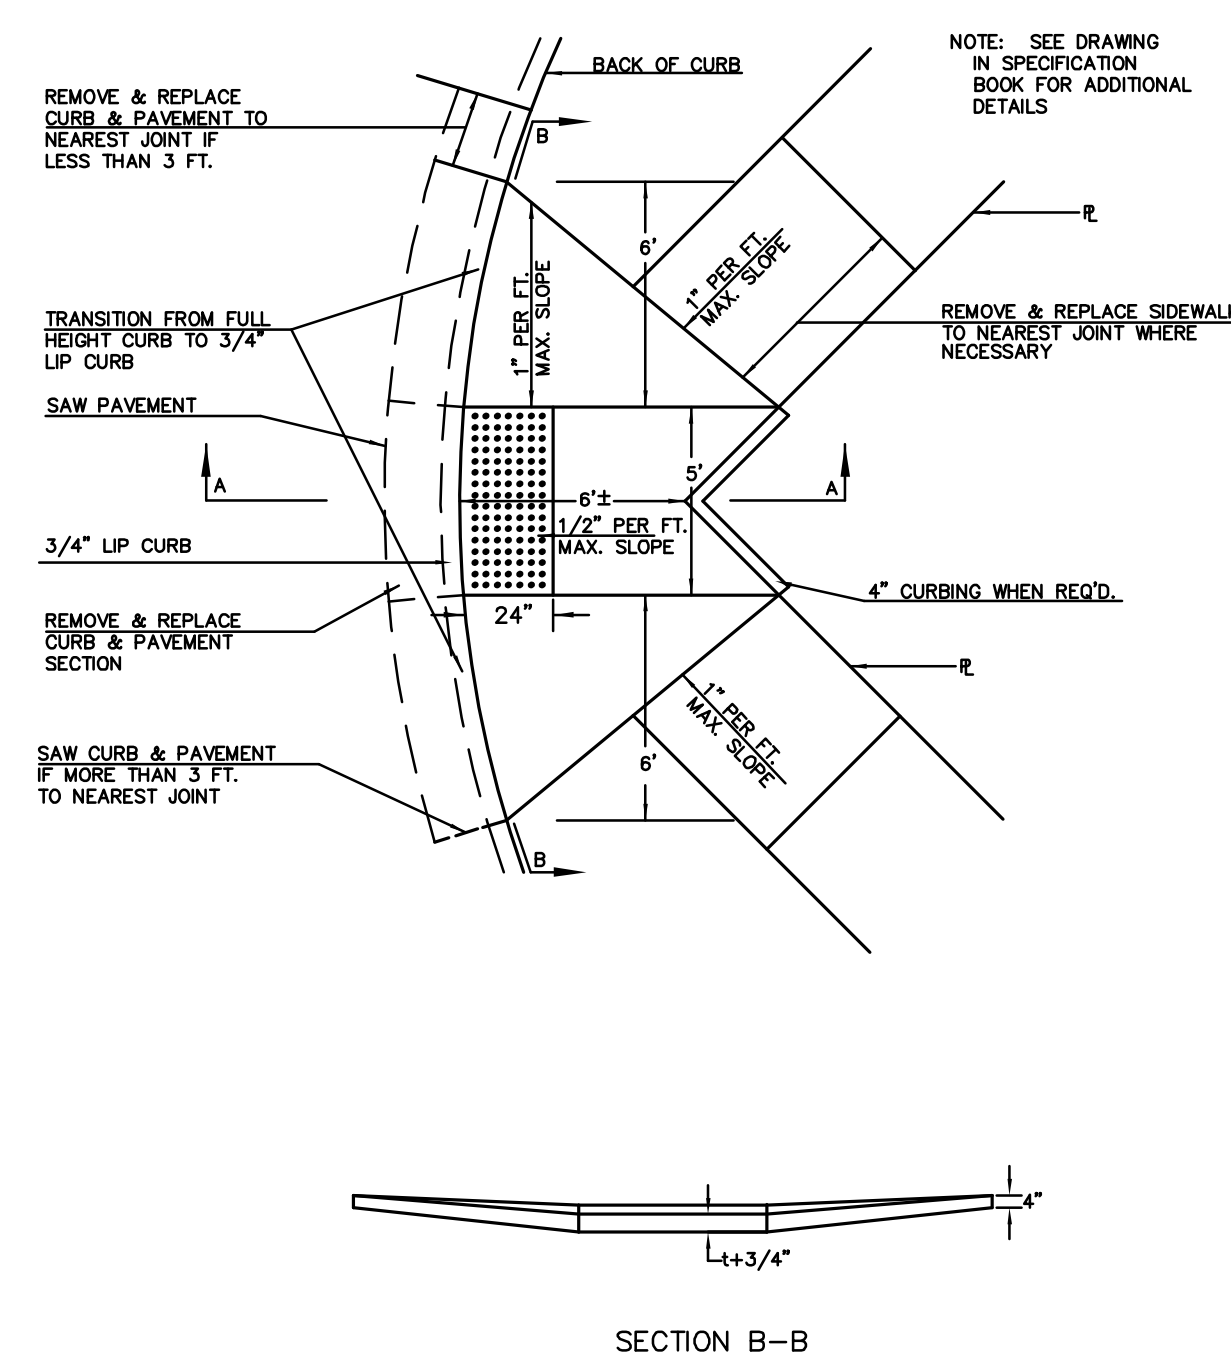 NOTE: SEE DRAWING
IN SPECIFICATION
BOOK FOR ADDITIONAL
DETAILS
BACK OF CURB
REMOVE & REPLACE
CURB & PAVEMENT TO
NEAREST JOINT IF
LESS THAN 3 FT.
B
PL
6'
1" PER FT.
MAX. SLOPE
1" PER FT.
MAX. SLOPE
TRANSITION FROM FULL
HEIGHT CURB TO 3/4"
LIP CURB
REMOVE & REPLACE SIDEWAL
TO NEAREST JOINT WHERE
NECESSARY
SAW PAVEMENT
A
5'
A
6'±
1/2" PER FT.
MAX. SLOPE
3/4" LIP CURB
4" CURBING WHEN REQ'D.
24"
REMOVE & REPLACE
CURB & PAVEMENT
SECTION
PL
1" PER FT.
MAX. SLOPE
6'
SAW CURB & PAVEMENT
IF MORE THAN 3 FT.
TO NEAREST JOINT
B
4"
t+3/4"
SECTION B-B